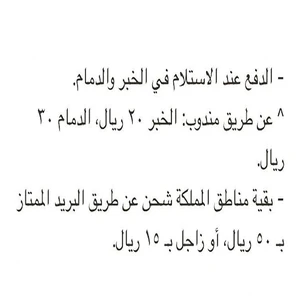 - الدفع عند الاستلام في الخبر والدمام.
^ عن طريق مندوب: الخبر ٢٠ ريال، الدمام ٣٠
ريال.
- بقية مناطق المملكة شحن عن طريق البريد الممتاز
بـ ٥٠ ريال، أو زاجل بـ ١٥ ريال.